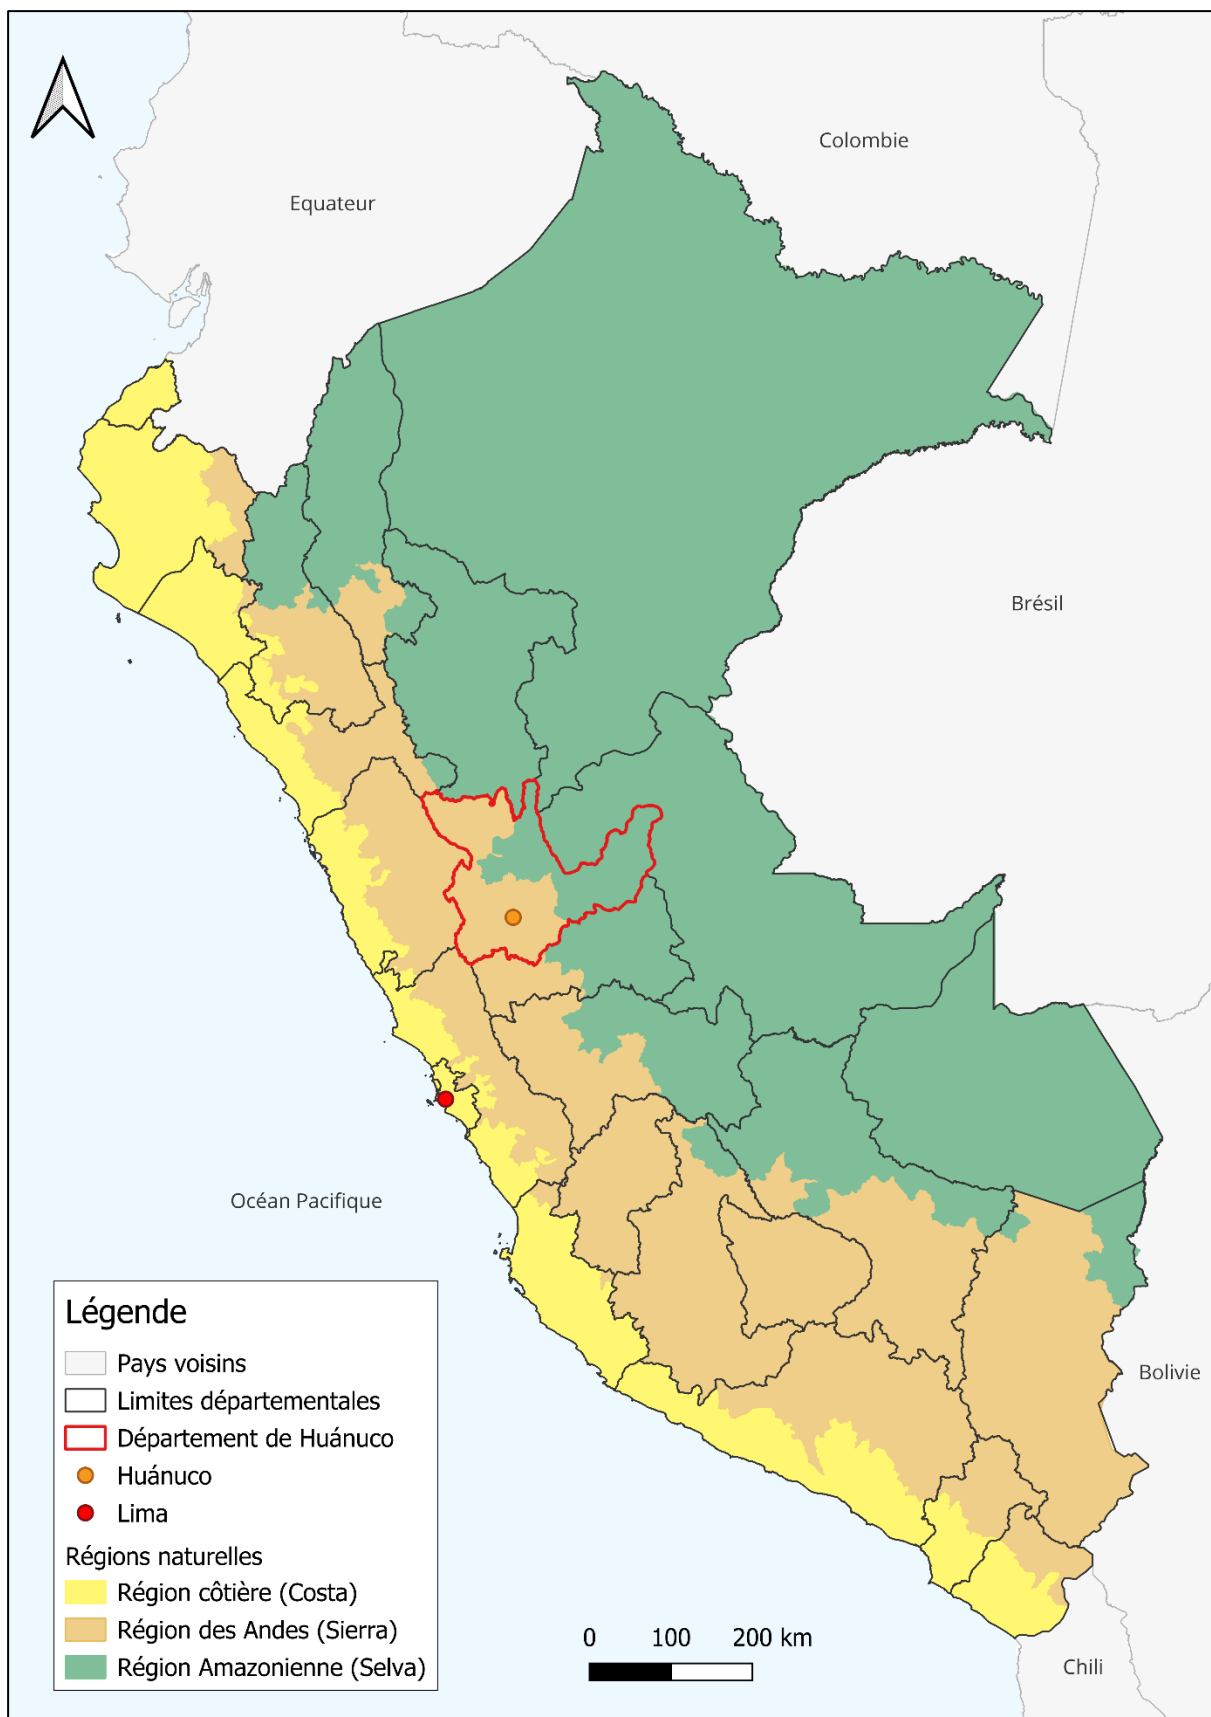 Colombie
Equateur
Brésil
Océan Pacifique
Bolivie
Chili
Légende
Pays voisins
Limites départementales
Département de Huánuco
Huánuco
Lima
Régions naturelles
Région côtière (Costa)
Région des Andes (Sierra)
Région Amazonienne (Selva)
0 100 200 km